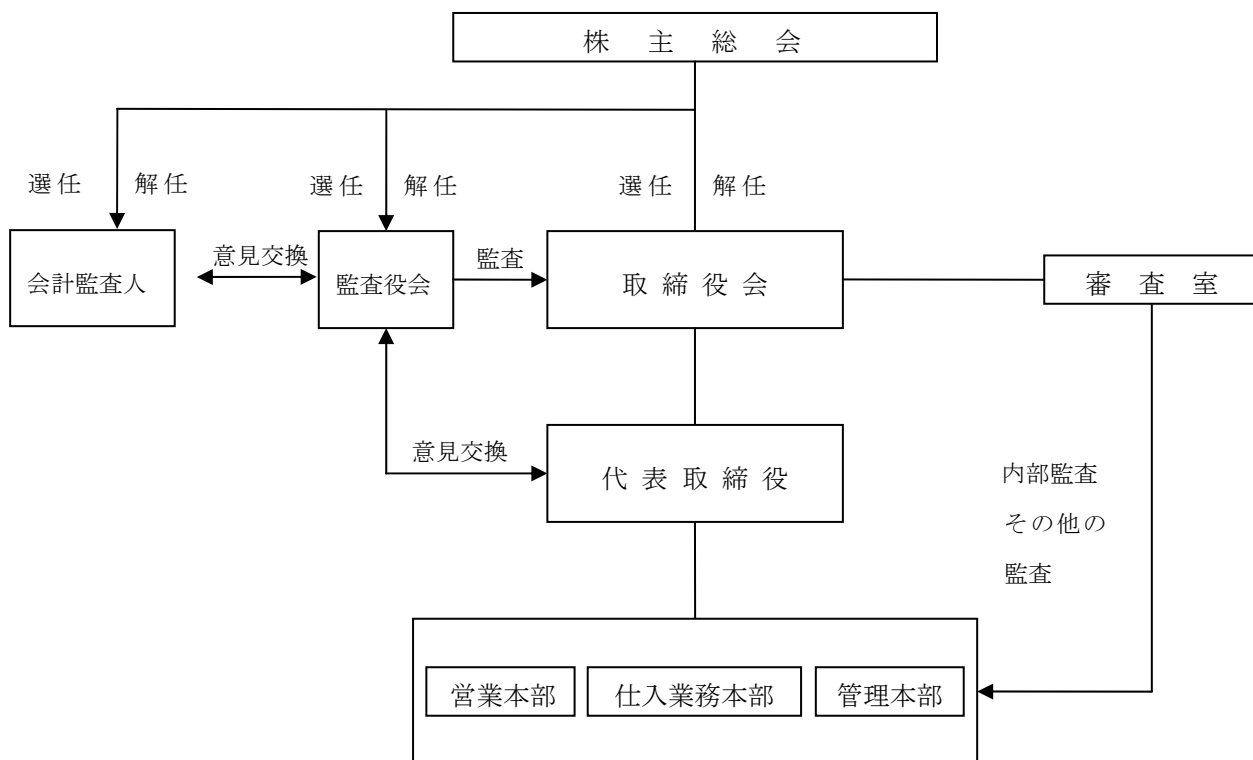 株主総会
選任 解任 選任 解任 選任 解任
会計監査人
意見交換
監査役会
監査
取締役会
審査室
意見交換
代表取締役
内部監査
その他の
監査
営業本部
仕入業務本部
管理本部